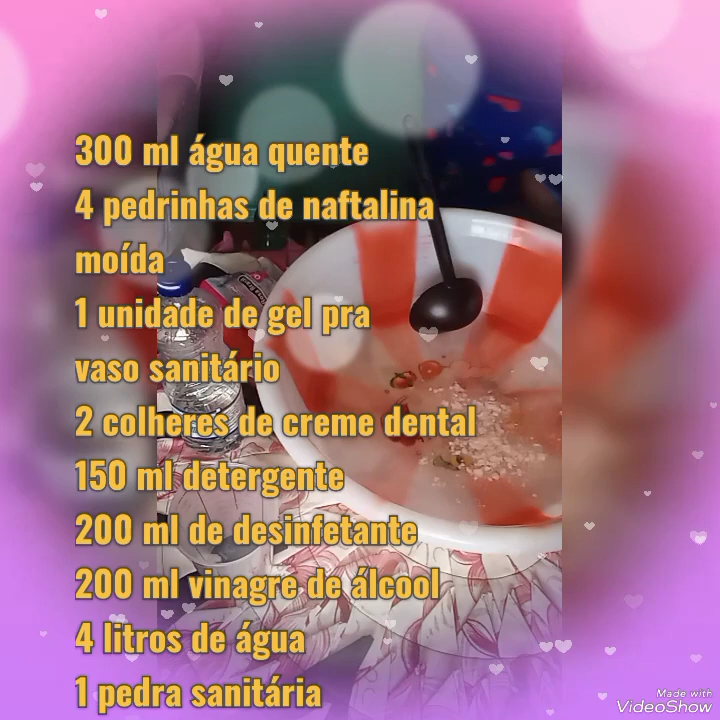 300 ml água quente
4 pedrinhas de naftalina
moída
1 unidade de gel pra
vaso sanitário
2 colheres de creme dental
150 ml detergente
200 ml de desinfetante
200 ml vinagre de álcool
4 litros de água
1 pedra sanitária
Made with
VideoShow